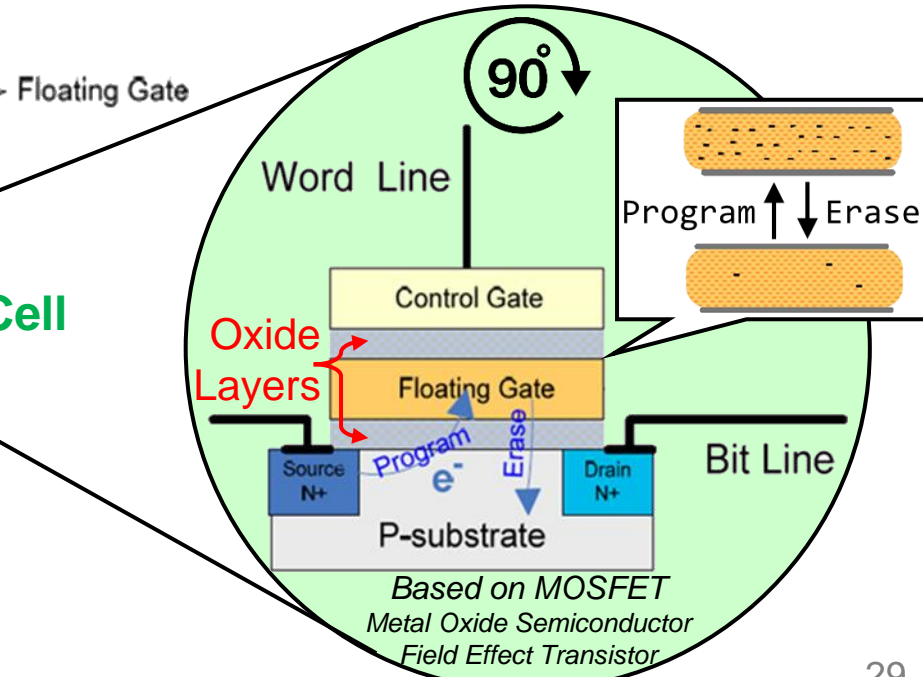 Floating Gate
90°
Word Line
Program
Erase
Cell
Control Gate
Oxide
Layers
Floating Gate
Program
Erase
e-
Source
N+
Drain
N+
Bit Line
P-substrate
Based on MOSFET
Metal Oxide Semiconductor
Field Effect Transistor
29